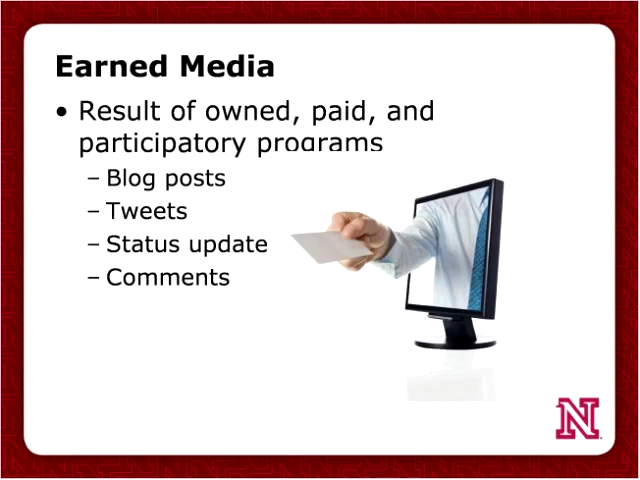 Earned Media
• Result of owned, paid, and
participatory programs
– Blog posts
– Tweets
– Status update
– Comments
N